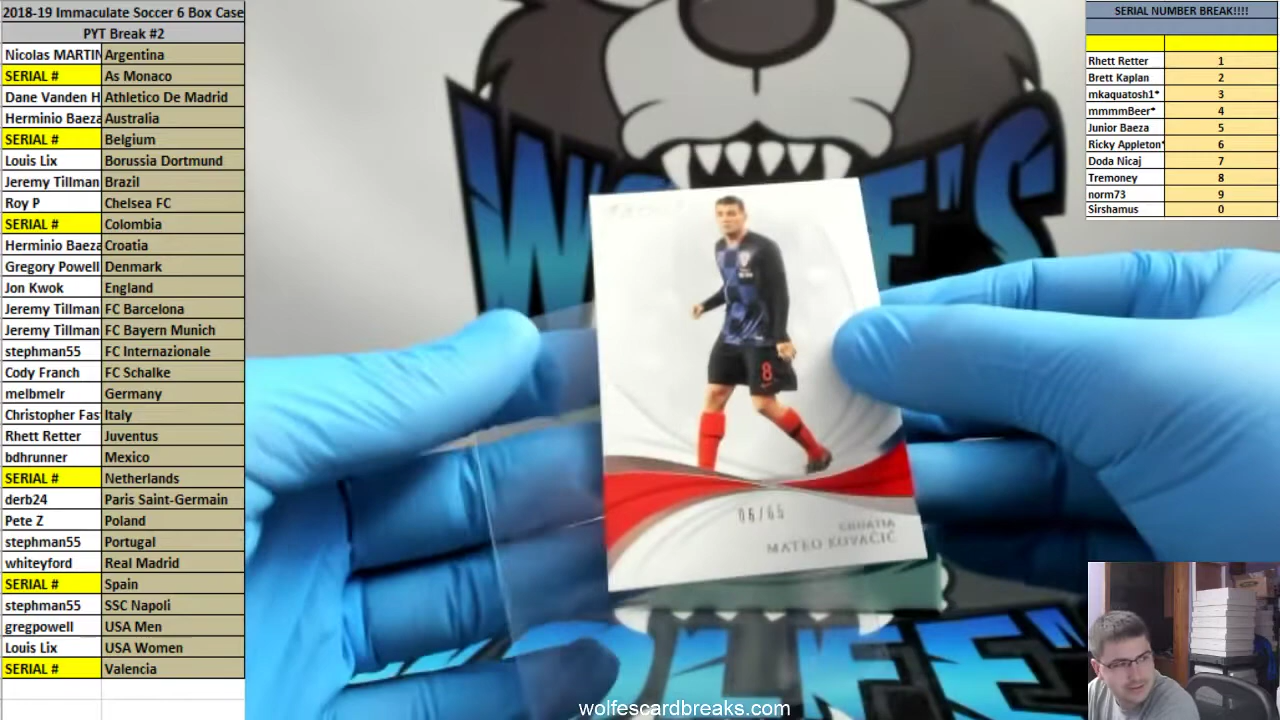 2018-19 Immaculate Soccer 6 Box Case
PYT Break #2
Nicolas MARTIN Argentina
SERIAL # As Monaco
Dane Vanden H Athletico De Madrid
Herminio Baeza Australia
SERIAL # Belgium
Louis Lix Borussia Dortmund
Jeremy Tillman Brazil
Roy P Chelsea FC
SERIAL # Colombia
Herminio Baeza Croatia
Gregory Powell Denmark
Jon Kwok England
Jeremy Tillman FC Barcelona
Jeremy Tillman FC Bayern Munich
stephman55 FC Internazionale
Cody Franch FC Schalke
melbmelr Germany
Christopher Fas Italy
Rhett Retter Juventus
bdhrunner Mexico
SERIAL # Netherlands
derb24 Paris Saint-Germain
Pete Z Poland
stephman55 Portugal
whiteyford Real Madrid
SERIAL # Spain
stephman55 SSC Napoli
gregpowell USA Men
Louis Lix USA Women
SERIAL # Valencia
SERIAL NUMBER BREAK!!!!
Rhett Retter 1
Brett Kaplan 2
mkaquatosh1* 3
mmmmBeer* 4
Junior Baeza 5
Ricky Appleton* 6
Doda Nicaj 7
Tremoney 8
norm73 9
Sirshamus 0
8
06/65
CROATIA
MATEO KOVAČIĆ
wolfescardbreaks.com